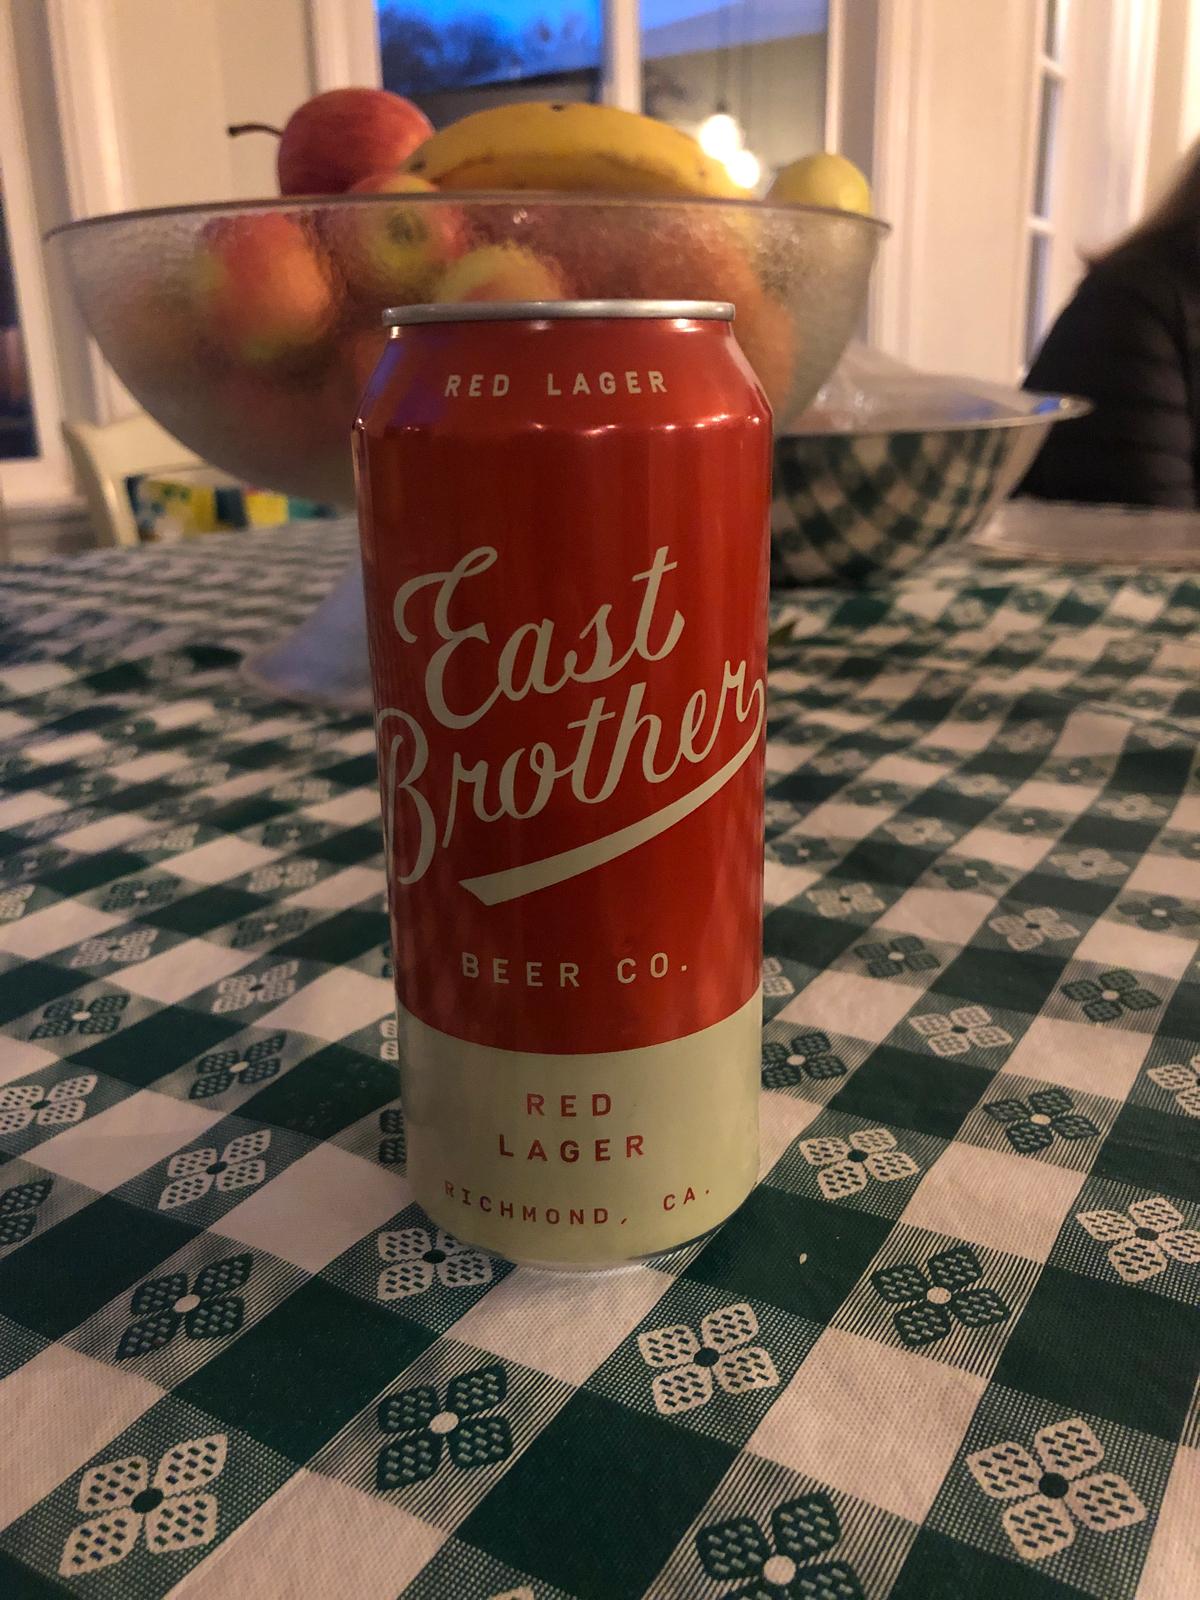 RED LAGER
East
Brother
BEER CO.
RED
LAGER
RICHMOND, CA.